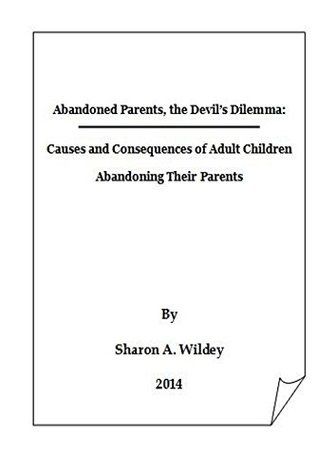 Abandoned Parents, the Devil's Dilemma:
Causes and Consequences of Adult Children
Abandoning Their Parents
By
Sharon A. Wildey
2014